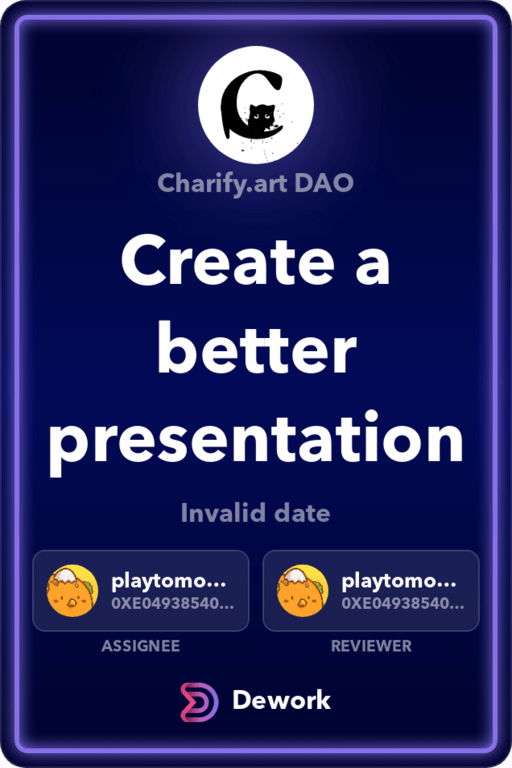 Charify.art DAO
Create a
better
presentation
Invalid date
playtomo...
0XE04938540...
ASSIGNEE
playtomo...
0XE04938540...
REVIEWER
Dework